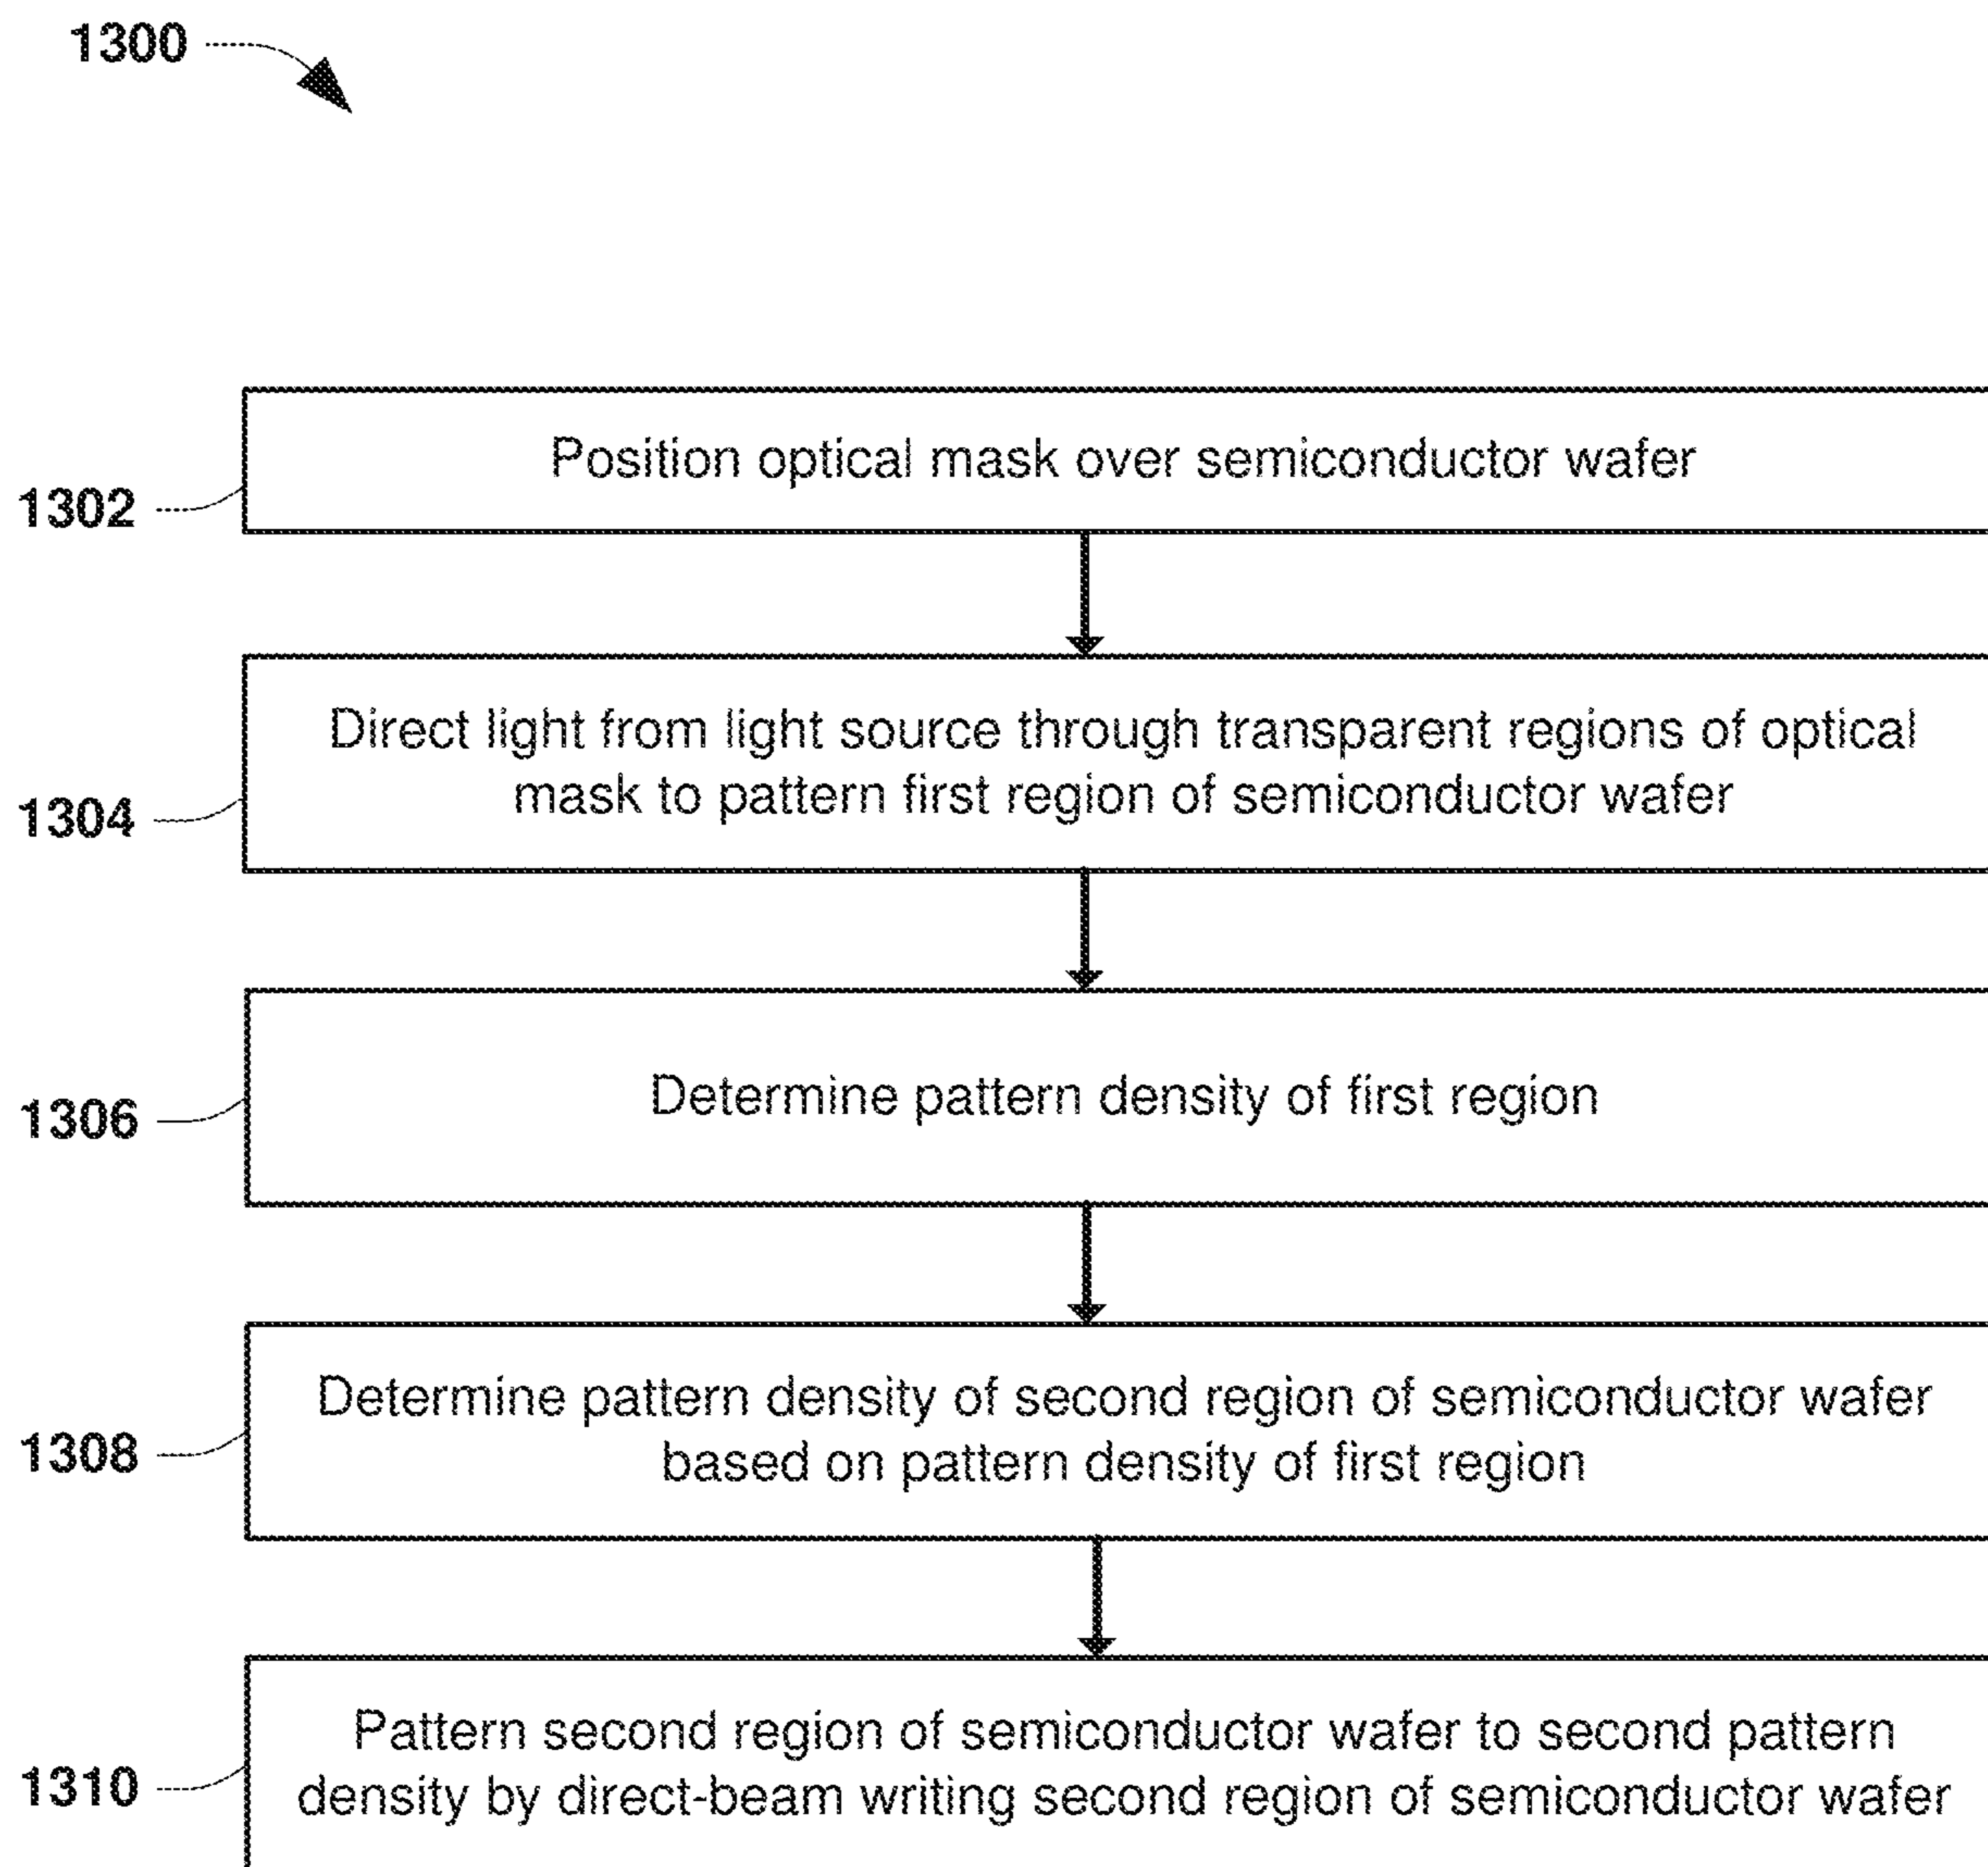 1300
Position optical mask over semiconductor wafer
1302
Direct light from light source through transparent regions of optical
mask to pattern first region of semiconductor wafer
1304
Determine pattern density of first region
1306
Determine pattern density of second region of semiconductor wafer
based on pattern density of first region
1308
Pattern second region of semiconductor wafer to second pattern
density by direct-beam writing second region of semiconductor wafer
1310